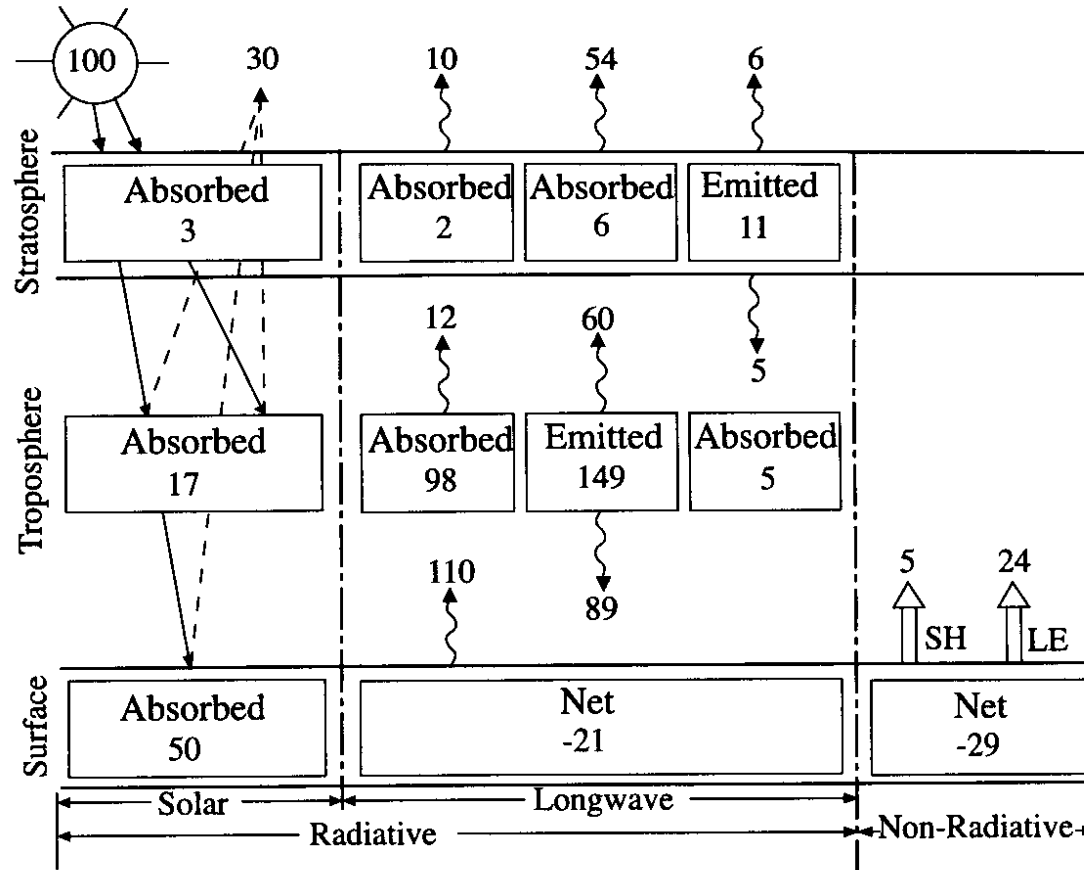 100
30
10
54
6
Stratosphere
Absorbed
3
Absorbed
2
Absorbed
6
Emitted
11
12
60
5
Troposphere
Absorbed
17
Absorbed
98
Emitted
149
Absorbed
5
110
89
5
SH
24
LE
Surface
Absorbed
50
Net
-21
Net
-29
Solar
Longwave
Radiative
Non-Radiative